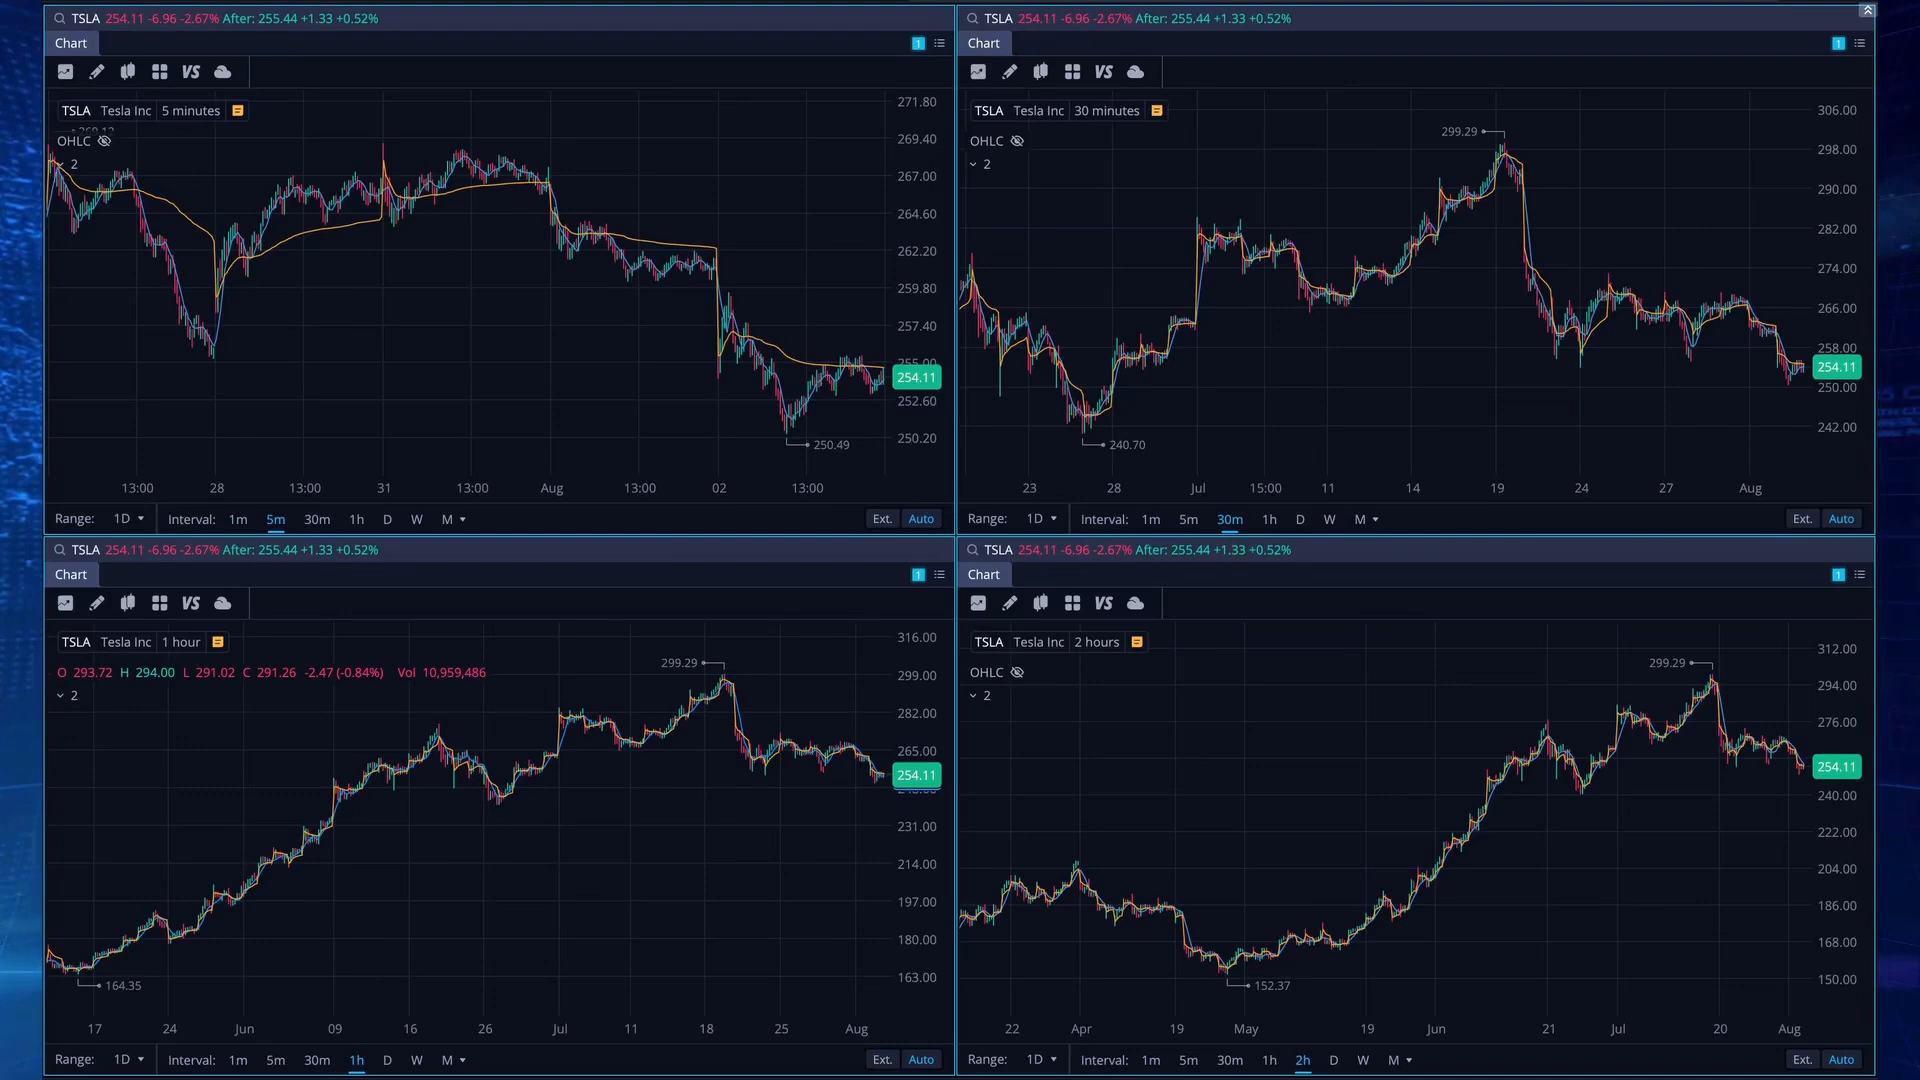 TSLA 254.11 -6.96 -2.67% After: 255.44 +1.33 +0.52%
Chart
1
VS
TSLA Tesla Inc 5 minutes
OHLC
2
271.80
269.40
267.00
264.60
262.20
259.80
257.40
255.00
254.11
252.60
250.20
250.49
13:00 28 13:00 31 13:00 Aug 13:00 02 13:00
Range: 1D Interval: 1m 5m 30m 1h D W M Ext. Auto
TSLA 254.11 -6.96 -2.67% After: 255.44 +1.33 +0.52%
Chart
1
VS
TSLA Tesla Inc 30 minutes
OHLC
2
299.29
306.00
298.00
290.00
282.00
274.00
266.00
258.00
254.11
250.00
242.00
240.70
23 28 Jul 15:00 11 14 19 24 27 Aug
Range: 1D Interval: 1m 5m 30m 1h D W M Ext. Auto
TSLA 254.11 -6.96 -2.67% After: 255.44 +1.33 +0.52%
Chart
1
VS
TSLA Tesla Inc 1 hour
O 293.72 H 294.00 L 291.02 C 291.26 -2.47 (-0.84%) Vol 10,959,486
2
299.29
316.00
299.00
282.00
265.00
254.11
231.00
214.00
197.00
180.00
163.00
164.35
17 24 Jun 09 16 26 Jul 11 18 25 Aug
Range: 1D Interval: 1m 5m 30m 1h D W M Ext. Auto
TSLA 254.11 -6.96 -2.67% After: 255.44 +1.33 +0.52%
Chart
1
VS
TSLA Tesla Inc 2 hours
OHLC
2
299.29
312.00
294.00
276.00
254.11
240.00
222.00
204.00
186.00
168.00
150.00
152.37
22 Apr 19 May 19 Jun 21 Jul 20 Aug
Range: 1D Interval: 1m 5m 30m 1h 2h D W M Ext. Auto